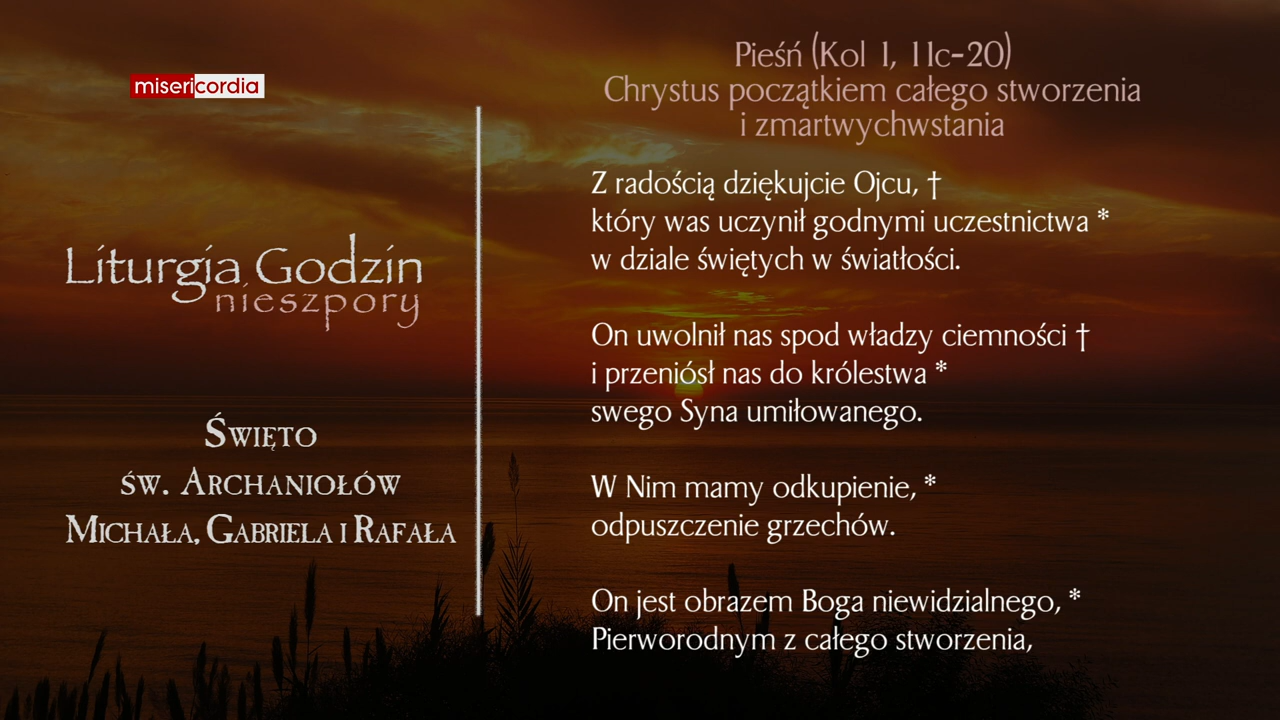 misericordia
Liturgia Godzin
nieszpory
Święto
św. Archaniołów
Michała, Gabriela i Rafała
Pieśń (Kol 1, 11c-20)
Chrystus początkiem całego stworzenia
i zmartwychwstania
Z radością dziękujcie Ojcu, †
który was uczynił godnymi uczestnictwa *
w dziale świętych w światłości.
On uwolnił nas spod władzy ciemności †
i przeniósł nas do królestwa *
swego Syna umiłowanego.
W Nim mamy odkupienie, *
odpuszczenie grzechów.
On jest obrazem Boga niewidzialnego, *
Pierworodnym z całego stworzenia,